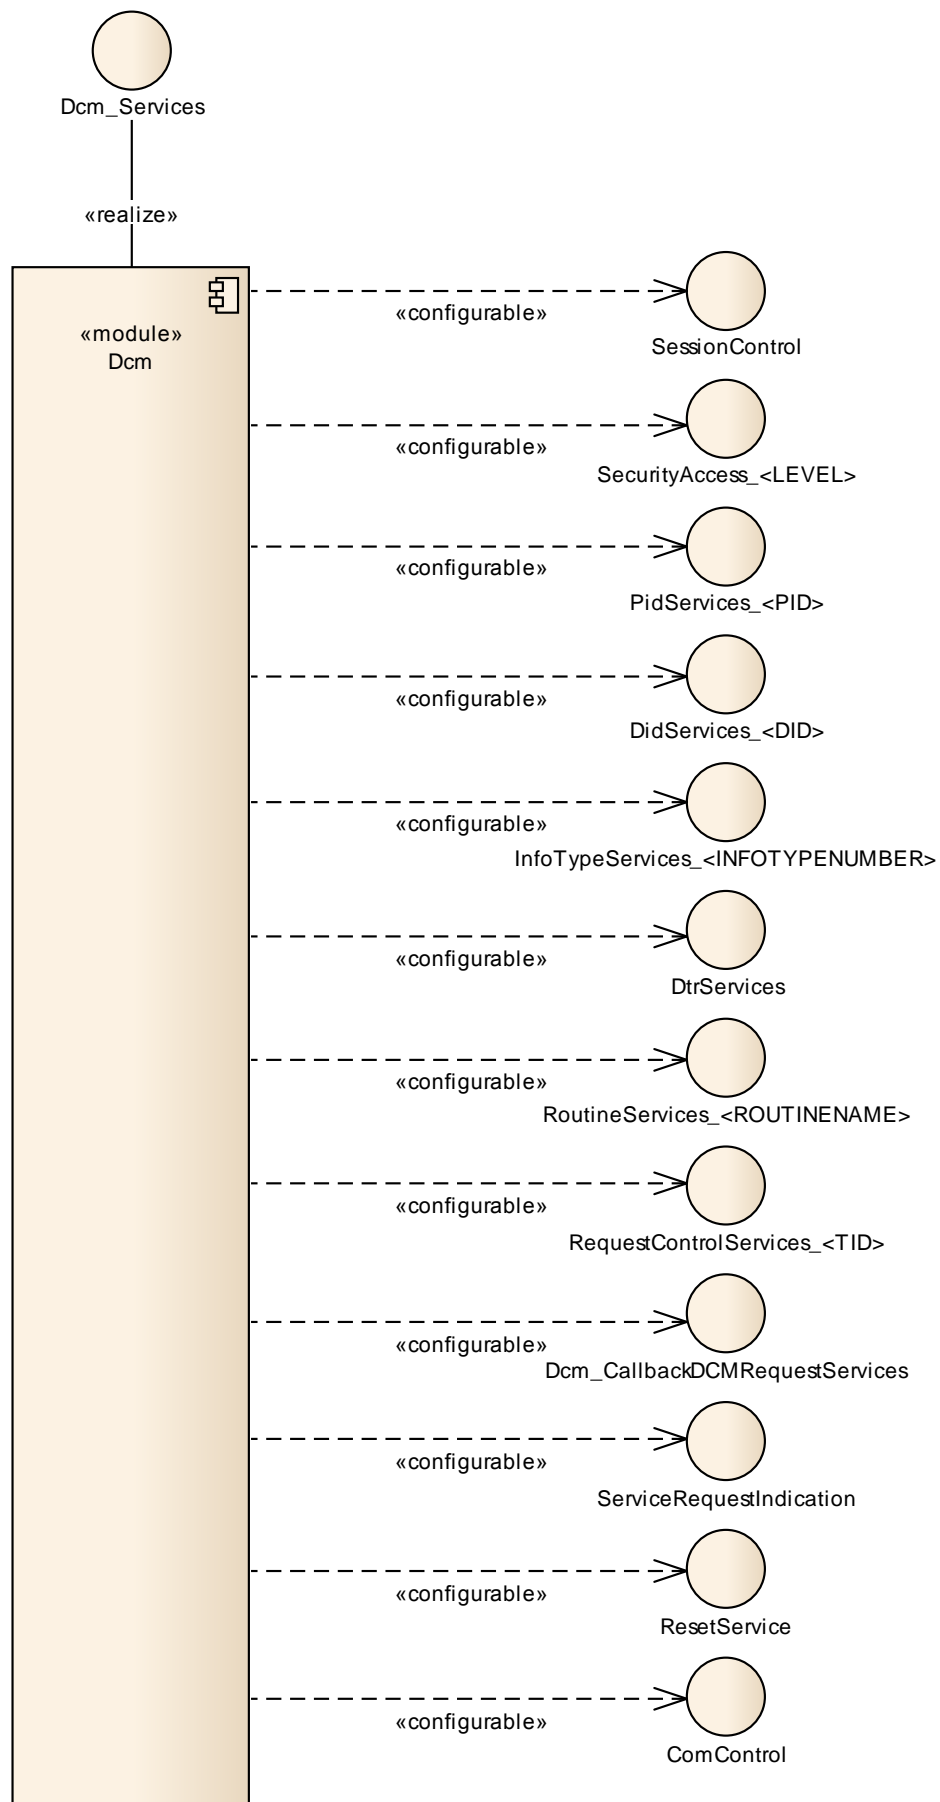 Dcm_Services
«realize»
«module»
Dcm
«configurable»
SessionControl
«configurable»
SecurityAccess_<LEVEL>
«configurable»
PidServices_<PID>
«configurable»
DidServices_<DID>
«configurable»
InfoTypeServices_<INFOTYPENUMBER>
«configurable»
DtrServices
«configurable»
RoutineServices_<ROUTINENAME>
«configurable»
RequestControlServices_<TID>
«configurable»
Dcm_CallbackDCMRequestServices
«configurable»
ServiceRequestIndication
«configurable»
ResetService
«configurable»
ComControl